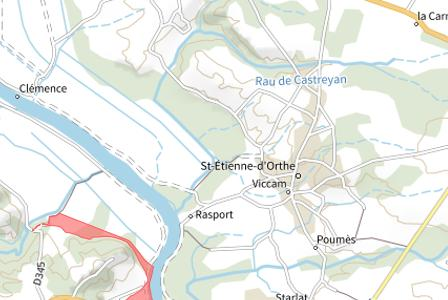 la Carr
Clémence
Rau de Castreyan
St-Étienne-d'Orthe
Viccam
Rasport
Poumès
D345
Starlat